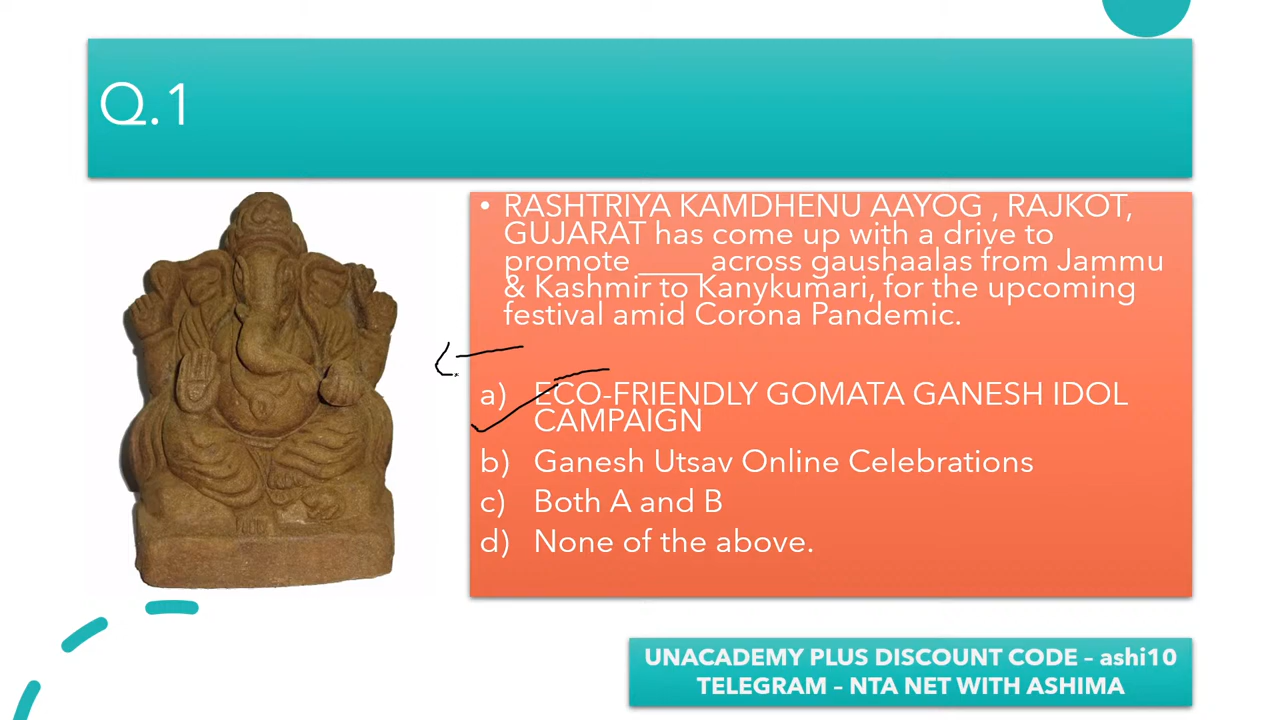 Q.1
• RASHTRIYA KAMDHENU AAYOG , RAJKOT,
GUJARAT has come up with a drive to
promote ____ across gaushaalas from Jammu
& Kashmir to Kanykumari, for the upcoming
festival amid Corona Pandemic.
a) ECO-FRIENDLY GOMATA GANESH IDOL
CAMPAIGN
b) Ganesh Utsav Online Celebrations
c) Both A and B
d) None of the above.
UNACADEMY PLUS DISCOUNT CODE – ashi10
TELEGRAM – NTA NET WITH ASHIMA